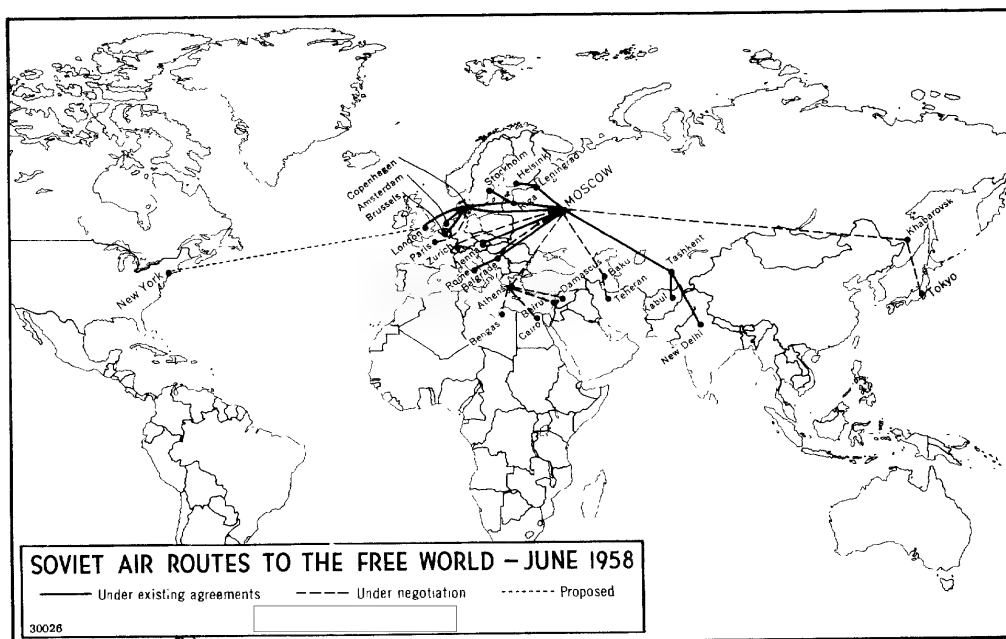 Copenhagen
Amsterdam
Brussels
Stockholm
Helsinki
Leningrad
Riga
MOSCOW
London
Paris
Zurich
Vienna
Rome
Belgrade
Athens
Bengasi
Beirut
Damascus
Cairo
Baku
Teheran
Tashkent
Kabul
New Delhi
Khabarovsk
Tokyo
New York
SOVIET AIR ROUTES TO THE FREE WORLD – JUNE 1958
Under existing agreements Under negotiation Proposed
30026